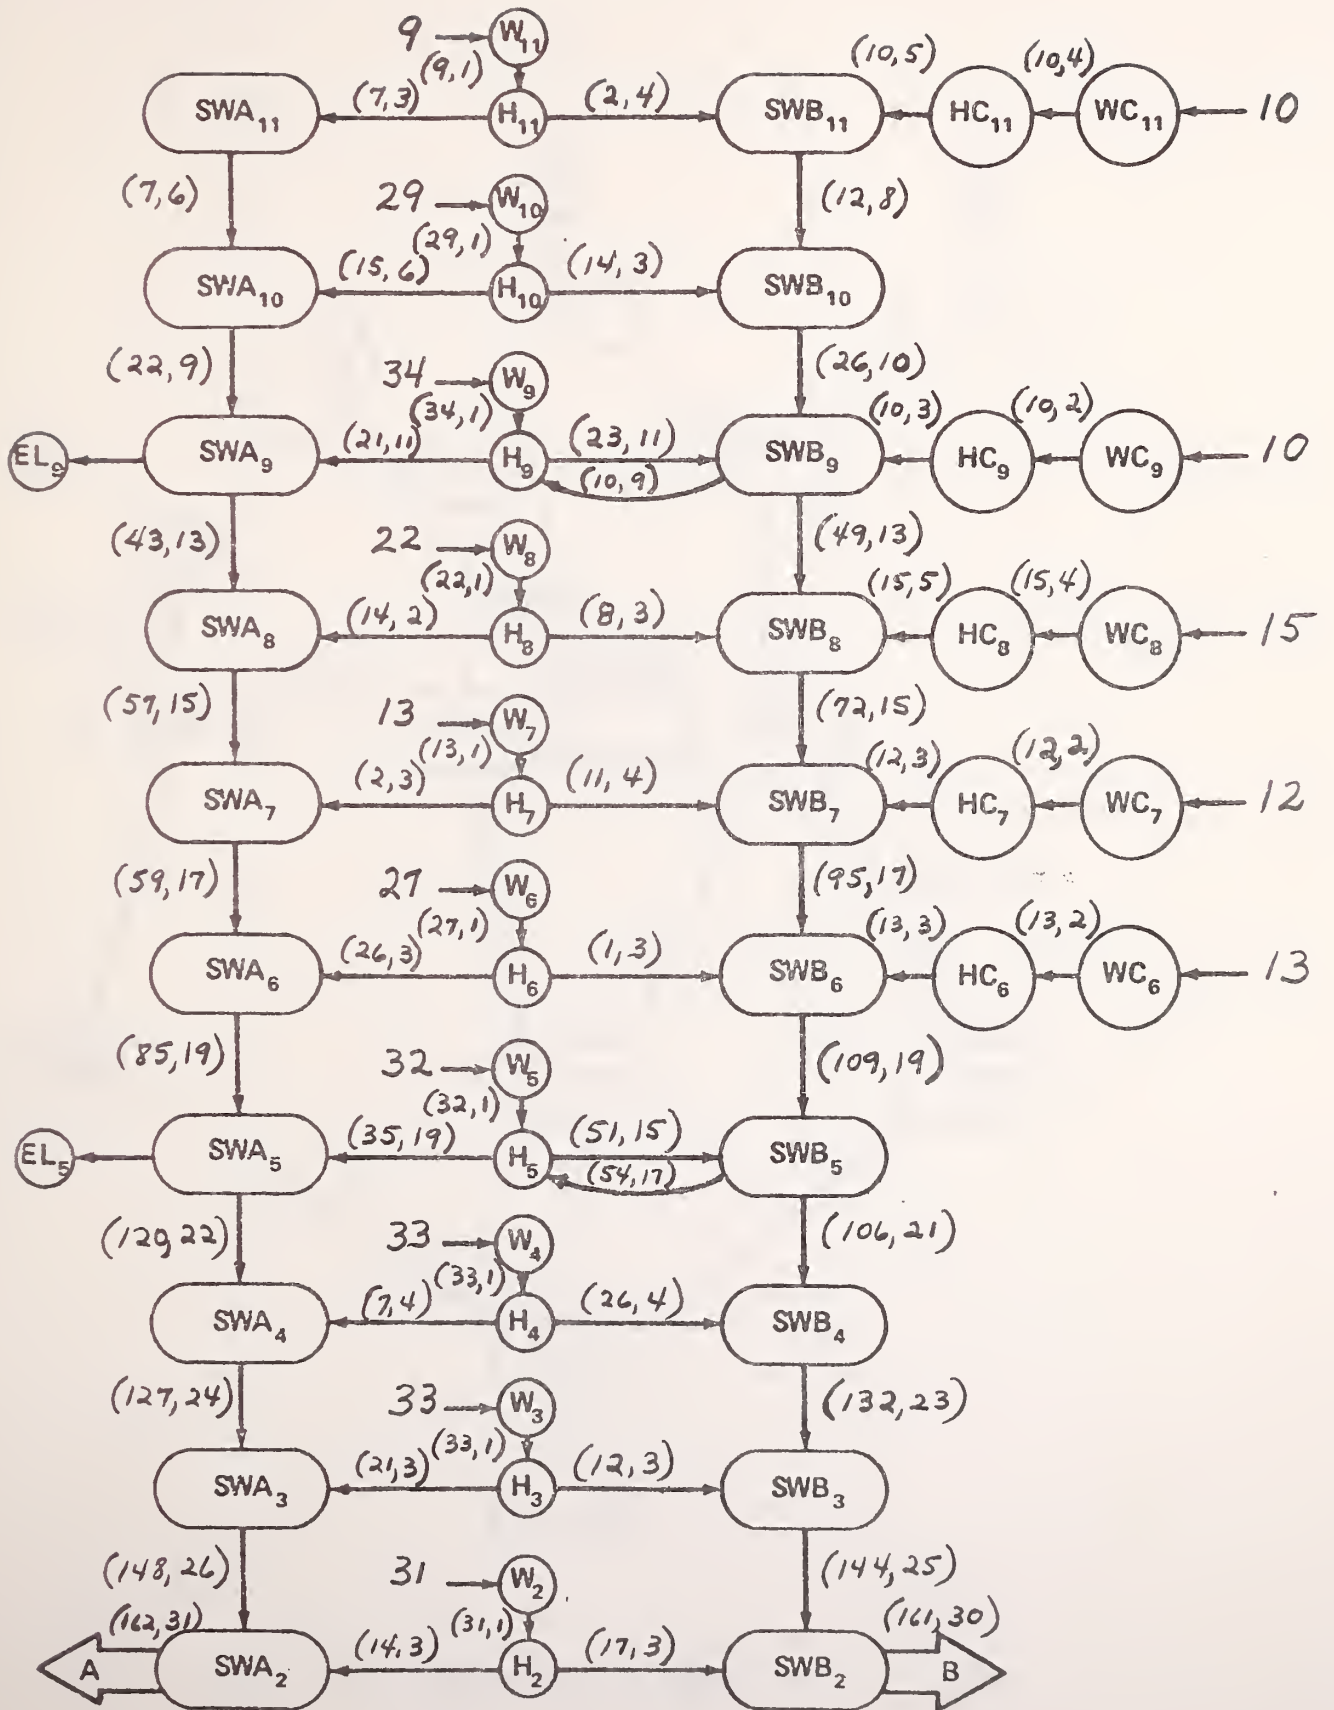 9 W₁₁
(10,5) (10,4)
(9,1)
SWA₁₁ (7,3) H₁₁ (2,4) SWB₁₁ HC₁₁ WC₁₁ 10
(7,6) 29 W₁₀ (12,8)
(29,1)
SWA₁₀ (15,6) H₁₀ (14,3) SWB₁₀
(22,9) 34 W₉ (26,10)
(34,1) (10,3) (10,2)
EL₉ SWA₉ (21,11) H₉ (23,11) SWB₉ HC₉ WC₉ 10
(10,9)
(43,13) 22 W₈ (49,13)
(22,1) (15,5) (15,4)
SWA₈ (14,2) H₈ (8,3) SWB₈ HC₈ WC₈ 15
(57,15) 13 W₇ (72,15)
(13,1) (12,3) (12,2)
SWA₇ (2,3) H₇ (11,4) SWB₇ HC₇ WC₇ 12
(59,17) 27 W₆ (95,17)
(27,1) (13,3) (13,2)
SWA₆ (26,3) H₆ (1,3) SWB₆ HC₆ WC₆ 13
(85,19) 32 W₅ (109,19)
(32,1)
EL₅ SWA₅ (35,19) H₅ (51,15) SWB₅
(54,17)
(120,22) 33 W₄ (106,21)
(33,1)
SWA₄ (7,4) H₄ (26,4) SWB₄
(127,24) 33 W₃ (132,23)
(33,1)
SWA₃ (21,3) H₃ (12,3) SWB₃
(148,26) 31 W₂ (144,25)
(162,31) (31,1) (161,30)
A SWA₂ (14,3) H₂ (17,3) SWB₂ B